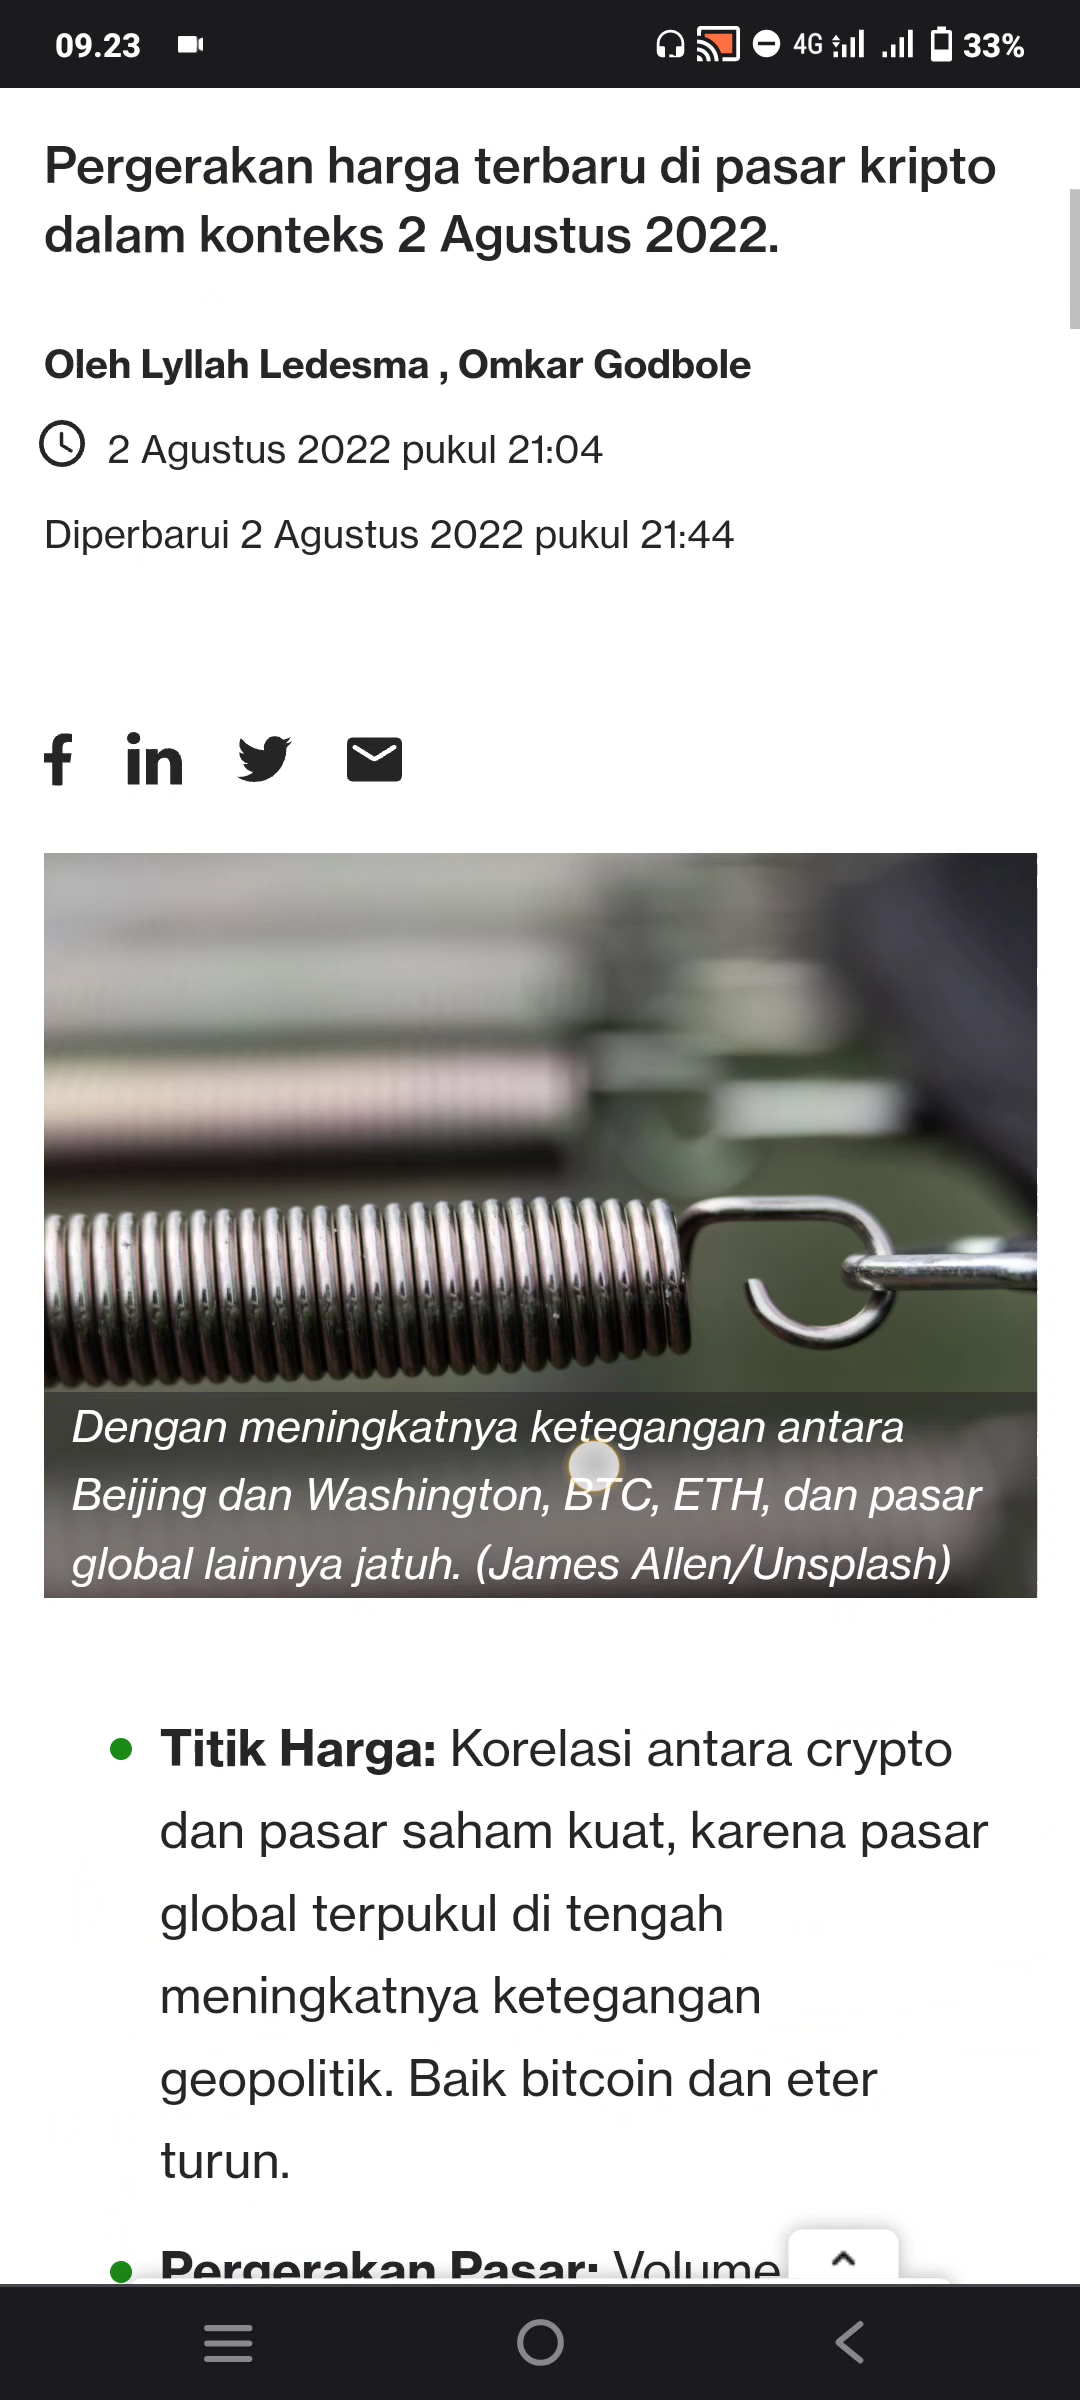 09.23
4G
33%
Pergerakan harga terbaru di pasar kripto
dalam konteks 2 Agustus 2022.
Oleh Lyllah Ledesma , Omkar Godbole
2 Agustus 2022 pukul 21:04
Diperbarui 2 Agustus 2022 pukul 21:44
Dengan meningkatnya ketegangan antara
Beijing dan Washington, BTC, ETH, dan pasar
global lainnya jatuh. (James Allen/Unsplash)
Titik Harga: Korelasi antara crypto
dan pasar saham kuat, karena pasar
global terpukul di tengah
meningkatnya ketegangan
geopolitik. Baik bitcoin dan eter
turun.
Pergerakan Pasar: Volume